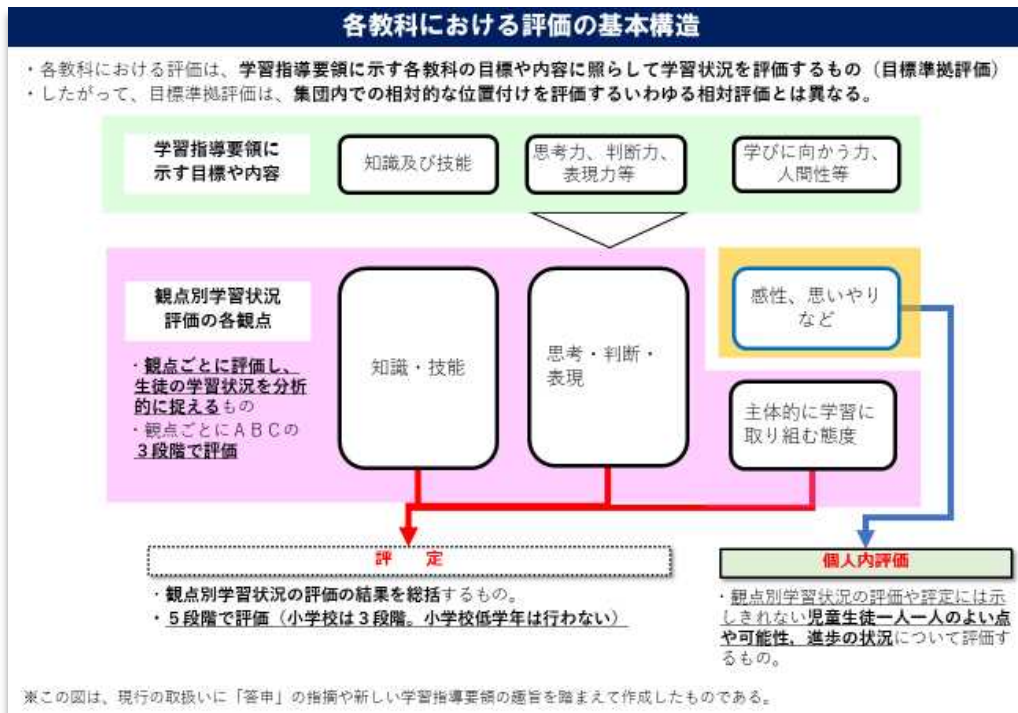 各教科における評価の基本構造
・各教科における評価は、学習指導要領に示す各教科の目標や内容に照らして学習状況を評価するもの（目標準拠評価）
・したがって、目標準拠評価は、集団内での相対的な位置付けを評価するいわゆる相対評価とは異なる。
学習指導要領に
示す目標や内容
知識及び技能
思考力、判断力、
表現力等
学びに向かう力、
人間性等
観点別学習状況
評価の各観点
・観点ごとに評価し、
生徒の学習状況を分析
的に捉えるもの
・観点ごとにＡＢＣの
３段階で評価
知識・技能
思考・判断・
表現
感性、思いやり
など
主体的に学習に
取り組む態度
評　定
・観点別学習状況の評価の結果を総括するもの。
・５段階で評価（小学校は３段階。小学校低学年は行わない）
個人内評価
・観点別学習状況の評価や評定には示
しきれない児童生徒一人一人のよい点
や可能性、進歩の状況について評価す
るもの。
※この図は、現行の取扱いに「答申」の指摘や新しい学習指導要領の趣旨を踏まえて作成したものである。